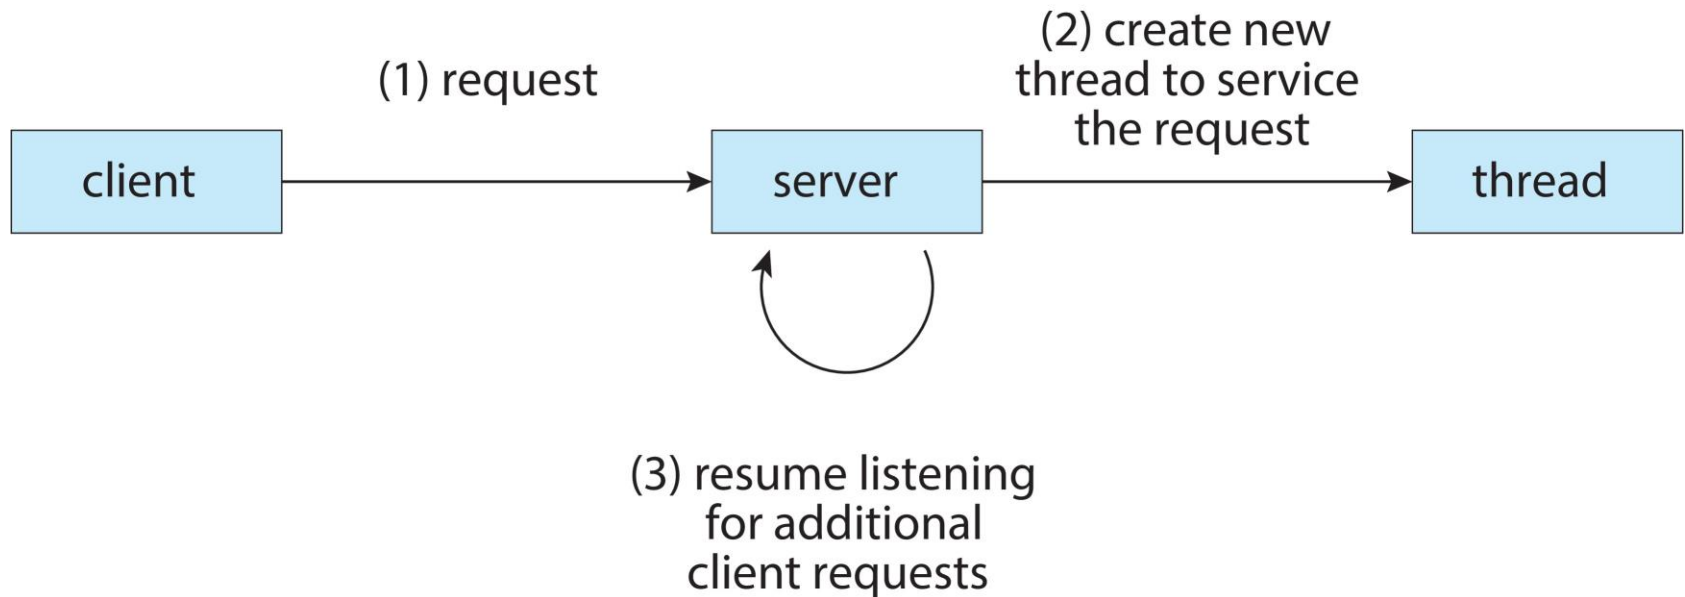 (1) request
(2) create new
thread to service
the request
client
server
thread
(3) resume listening
for additional
client requests